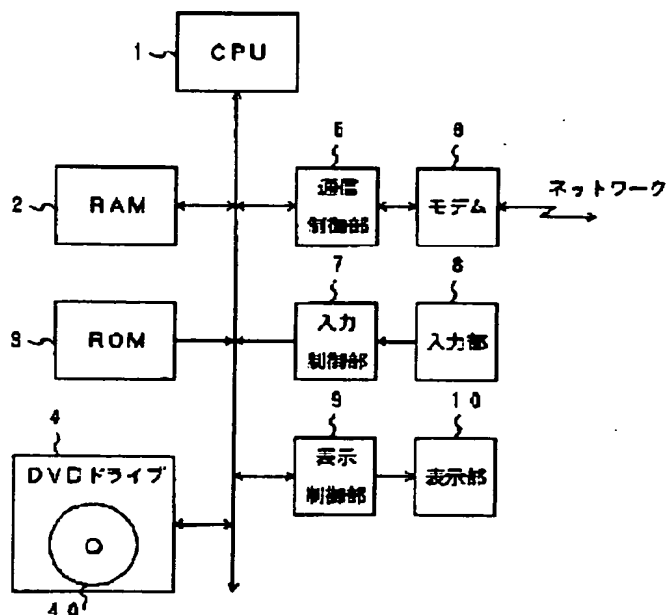 1
CPU
2
RAM
3
ROM
4
DVDドライブ
40
5
通信
制御部
6
モデム
ネットワーク
7
入力
制御部
8
入力部
9
表示
制御部
10
表示部